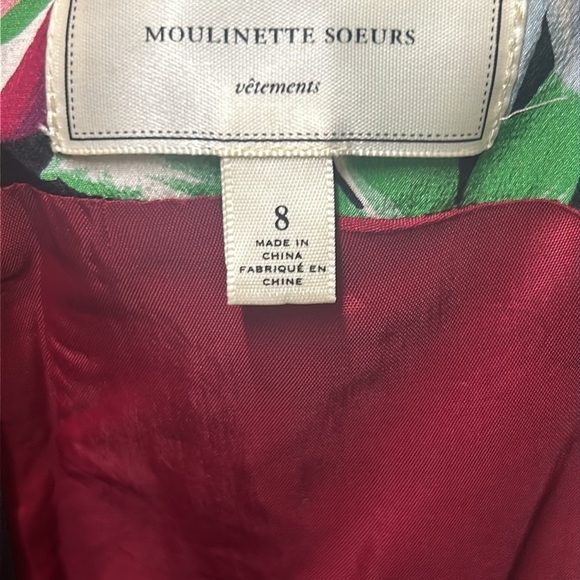 MOULINETTE SOEURS
vêtements
8
MADE IN
CHINA
FABRIQUÉ EN
CHINE